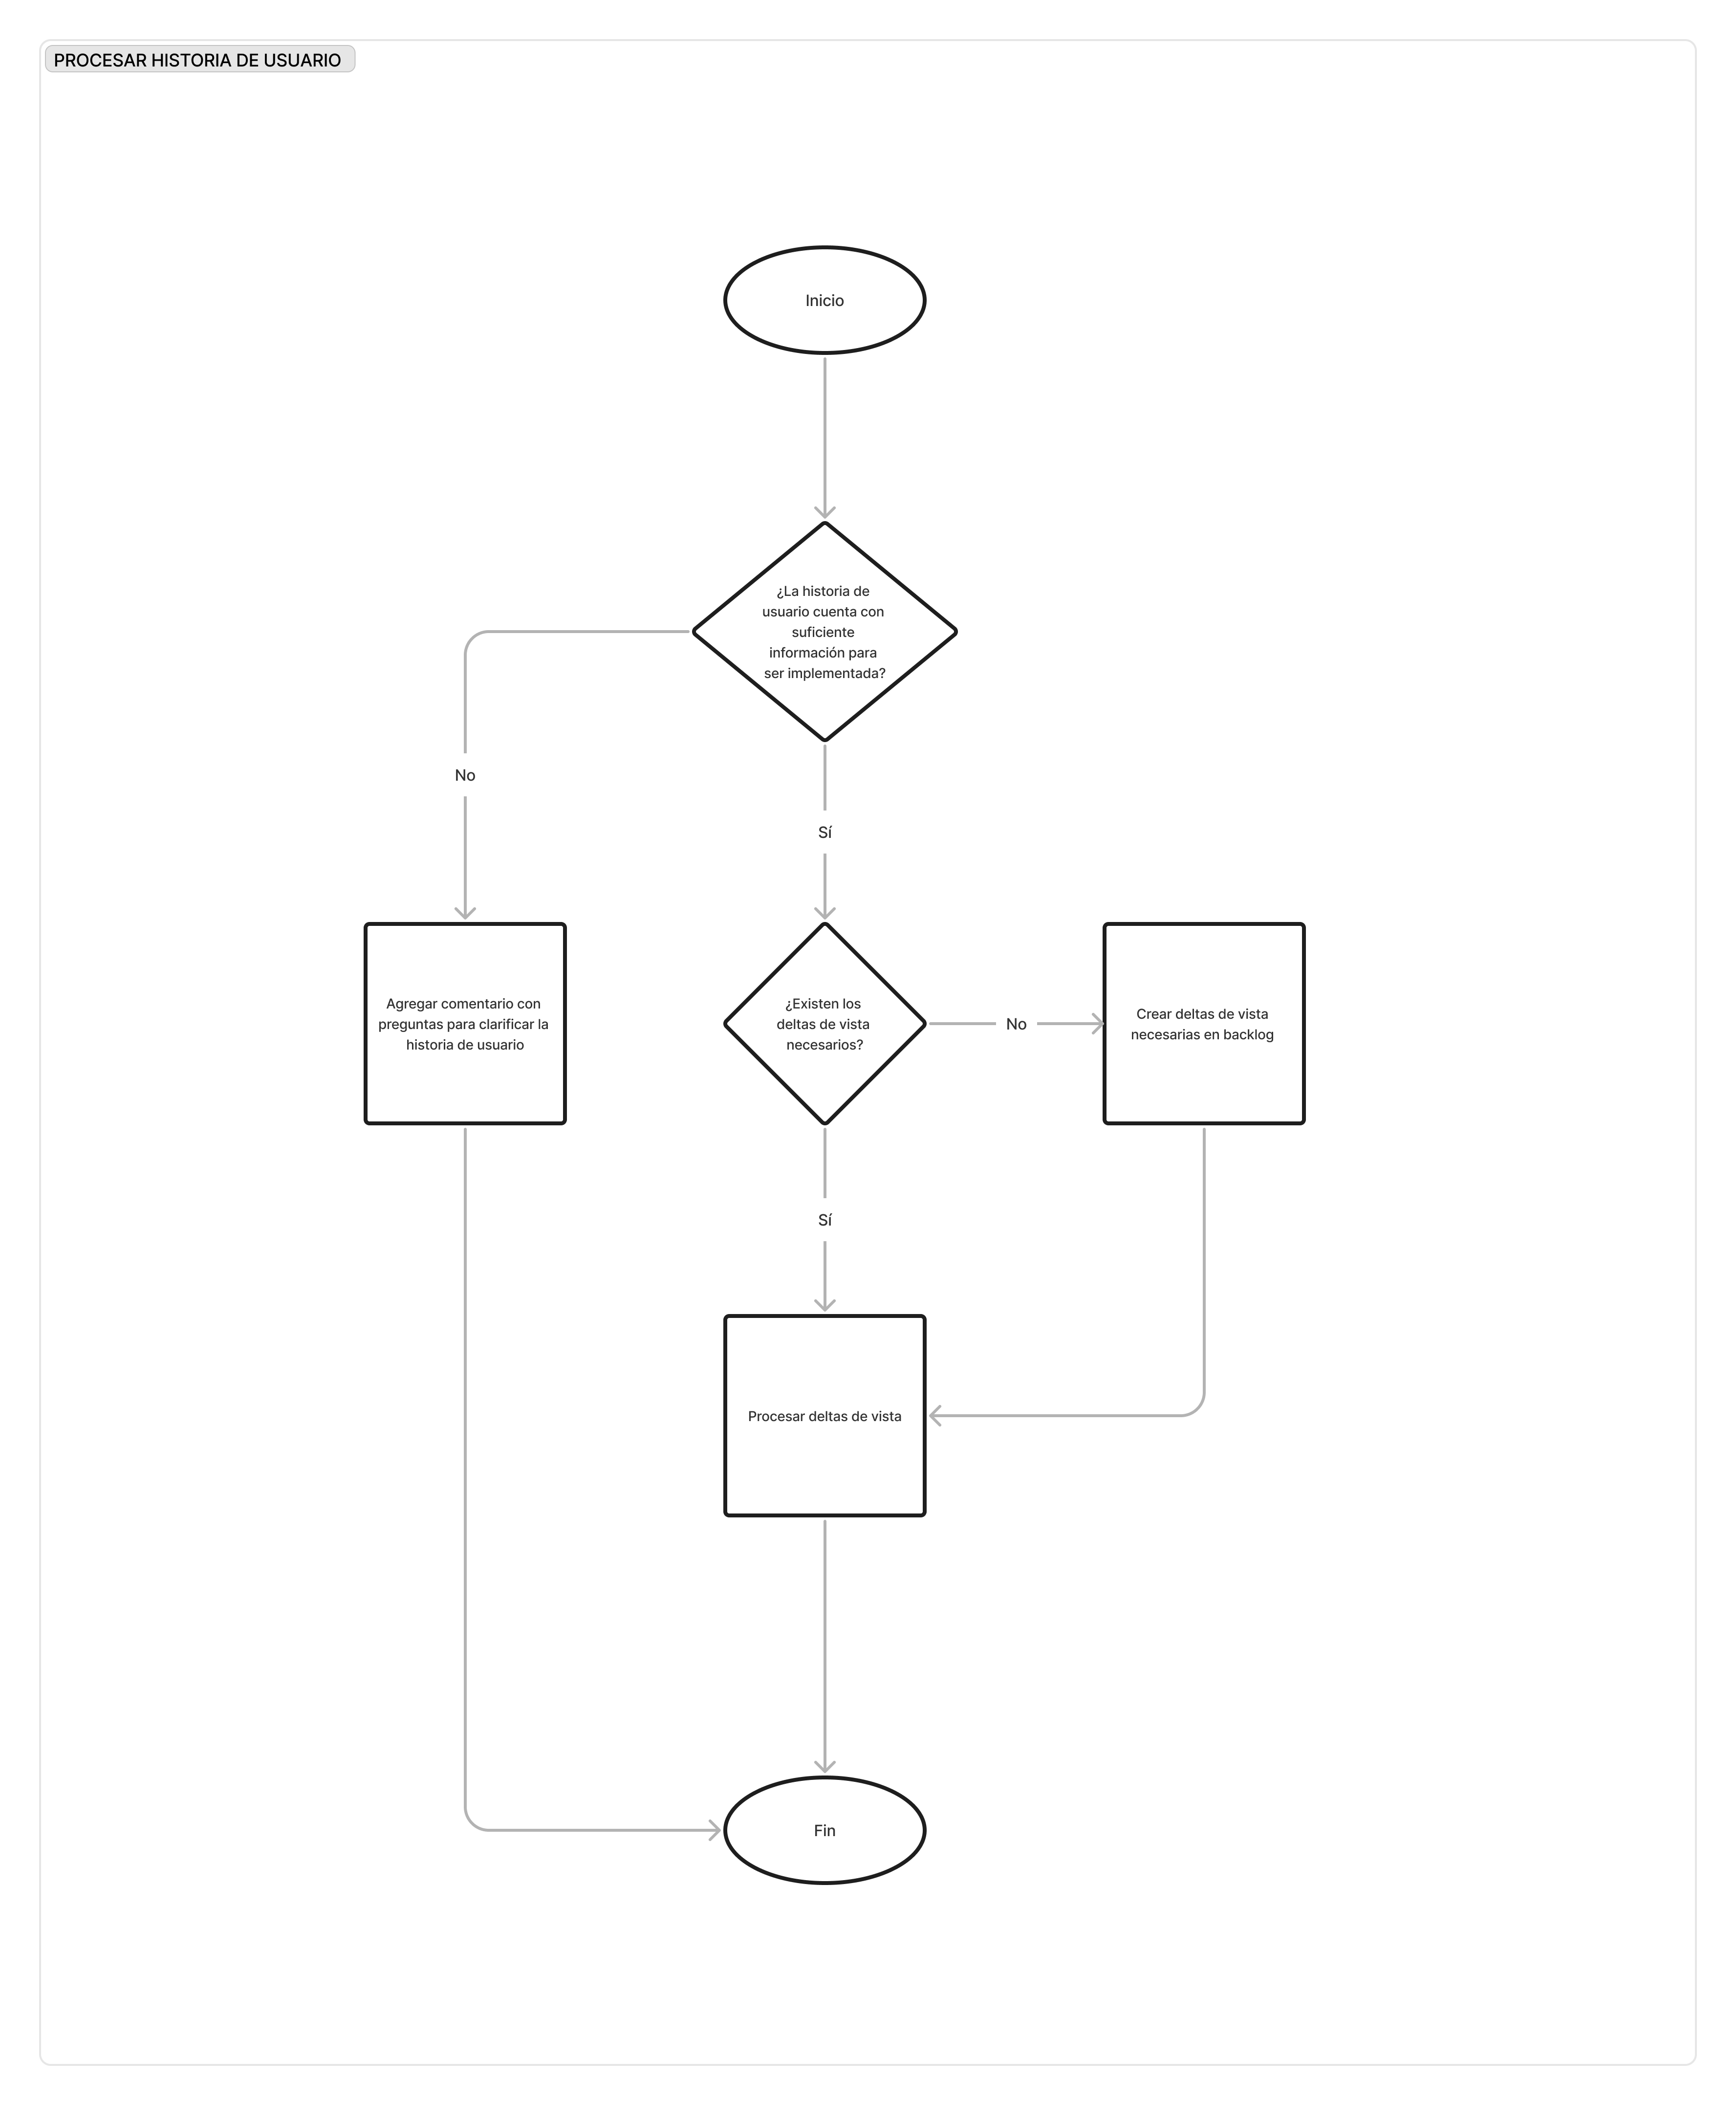 PROCESAR HISTORIA DE USUARIO
Inicio
¿La historia de
usuario cuenta con
suficiente
información para
ser implementada?
No
Sí
Agregar comentario con
preguntas para clarificar la
historia de usuario
¿Existen los
deltas de vista
necesarios?
No
Crear deltas de vista
necesarias en backlog
Sí
Procesar deltas de vista
Fin